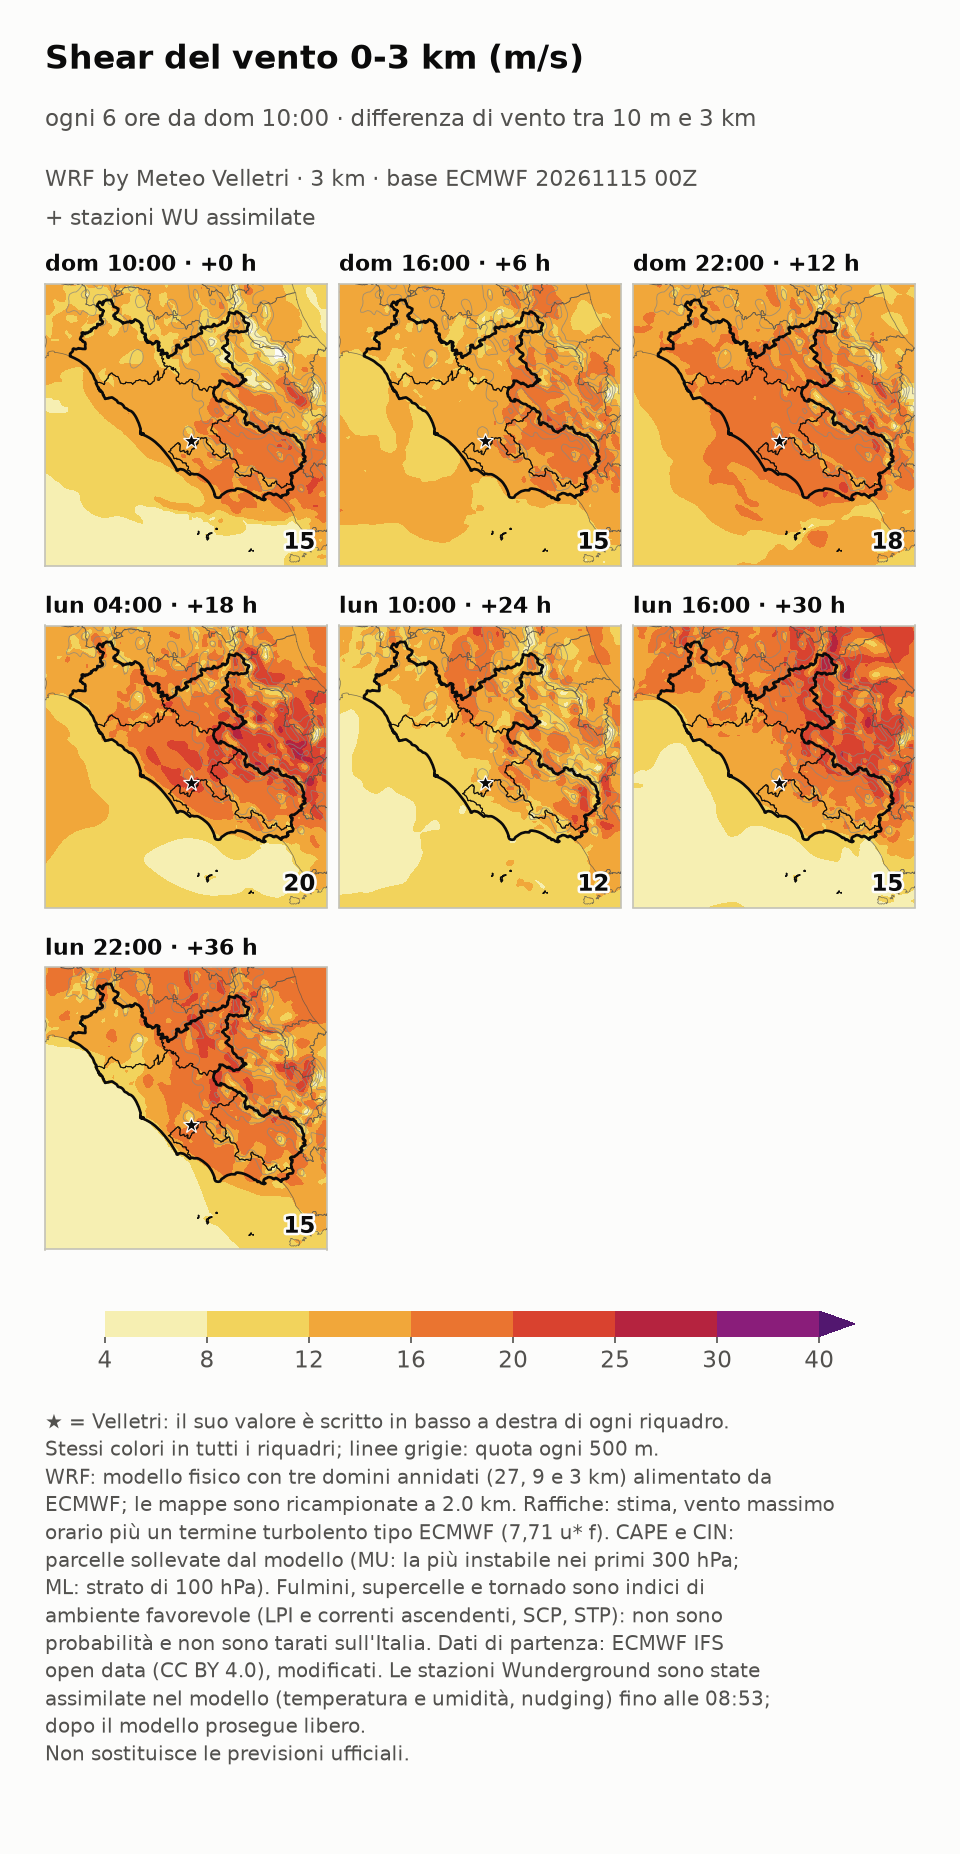 Shear del vento 0-3 km (m/s)
ogni 6 ore da dom 10:00 · differenza di vento tra 10 m e 3 km
WRF by Meteo Velletri · 3 km · base ECMWF 20261115 00Z
+ stazioni WU assimilate
dom 10:00 · +0 h
dom 16:00 · +6 h
dom 22:00 · +12 h
15
15
18
lun 04:00 · +18 h
lun 10:00 · +24 h
lun 16:00 · +30 h
20
12
15
lun 22:00 · +36 h
15
4 8 12 16 20 25 30 40
★ = Velletri: il suo valore è scritto in basso a destra di ogni riquadro.
Stessi colori in tutti i riquadri; linee grigie: quota ogni 500 m.
WRF: modello fisico con tre domini annidati (27, 9 e 3 km) alimentato da
ECMWF; le mappe sono ricampionate a 2.0 km. Raffiche: stima, vento massimo
orario più un termine turbolento tipo ECMWF (7,71 u* f). CAPE e CIN:
parcelle sollevate dal modello (MU: la più instabile nei primi 300 hPa;
ML: strato di 100 hPa). Fulmini, supercelle e tornado sono indici di
ambiente favorevole (LPI e correnti ascendenti, SCP, STP): non sono
probabilità e non sono tarati sull'Italia. Dati di partenza: ECMWF IFS
open data (CC BY 4.0), modificati. Le stazioni Wunderground sono state
assimilate nel modello (temperatura e umidità, nudging) fino alle 08:53;
dopo il modello prosegue libero.
Non sostituisce le previsioni ufficiali.